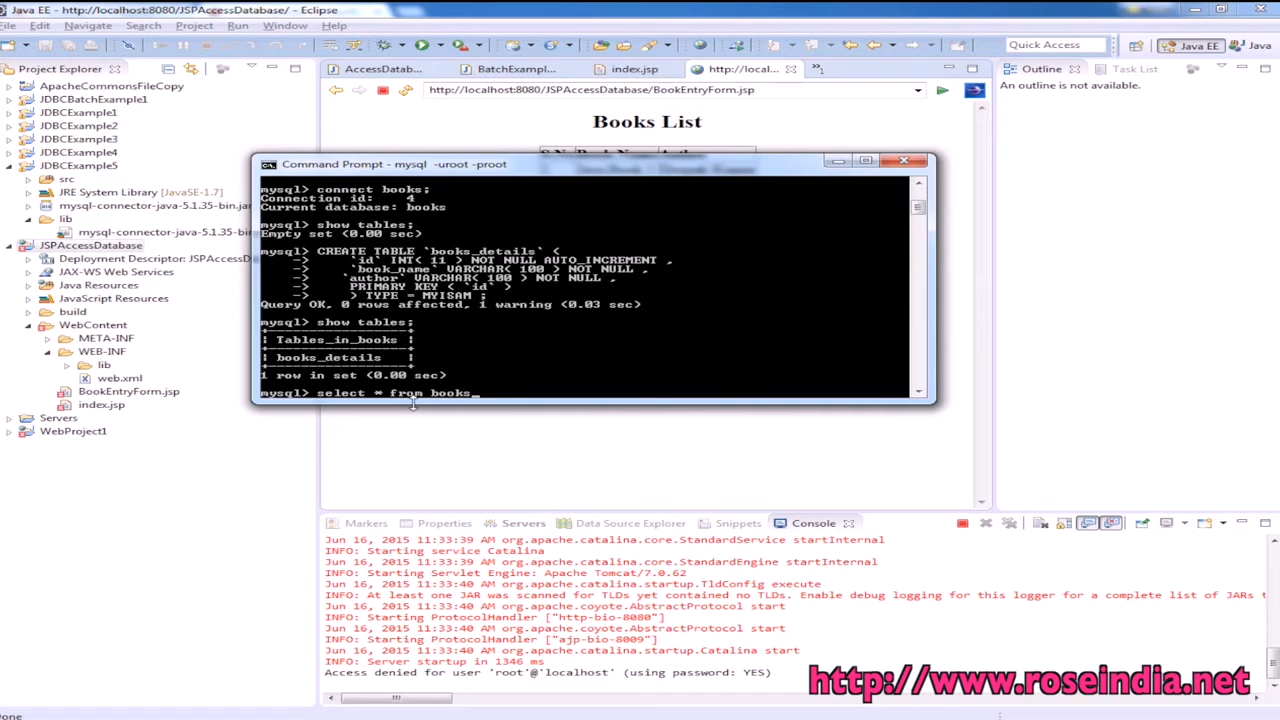 Java EE - http://localhost:8080/JSPAccessDatabase/ - Eclipse
File Edit Navigate Search Project Run Window Help
Quick Access
Java EE
Java
Project Explorer
ApacheCommonsFileCopy
JDBCBatchExample1
JDBCExample1
JDBCExample2
JDBCExample3
JDBCExample4
JDBCExample5
src
JRE System Library [JavaSE-1.7]
mysql-connector-java-5.1.35-bin.jar
lib
mysql-connector-java-5.1.35-bin
JSPAccessDatabase
Deployment Descriptor: JSPAccessD
JAX-WS Web Services
Java Resources
JavaScript Resources
build
WebContent
META-INF
WEB-INF
lib
web.xml
BookEntryForm.jsp
index.jsp
Servers
WebProject1
AccessDatab...
BatchExampl...
index.jsp
http://local...
http://localhost:8080/JSPAccessDatabase/BookEntryForm.jsp
Books List
Command Prompt - mysql -uroot -proot
mysql> connect books;
Connection id: 4
Current database: books
mysql> show tables;
Empty set (0.00 sec)
mysql> CREATE TABLE `books_details` (
-> `id` INT( 11 ) NOT NULL AUTO_INCREMENT ,
-> `book_name` VARCHAR( 100 ) NOT NULL ,
-> `author` VARCHAR( 100 ) NOT NULL ,
-> PRIMARY KEY ( `id` )
-> ) TYPE = MYISAM ;
Query OK, 0 rows affected, 1 warning (0.03 sec)
mysql> show tables;
| Tables_in_books |
| books_details |
1 row in set (0.00 sec)
mysql> select * from books_
Outline
Task List
An outline is not available.
Markers Properties Servers Data Source Explorer Snippets Console
Jun 16, 2015 11:33:39 AM org.apache.catalina.core.StandardService startInternal
INFO: Starting service Catalina
Jun 16, 2015 11:33:39 AM org.apache.catalina.core.StandardEngine startInternal
INFO: Starting Servlet Engine: Apache Tomcat/7.0.62
Jun 16, 2015 11:33:40 AM org.apache.catalina.startup.TldConfig execute
INFO: At least one JAR was scanned for TLDs yet contained no TLDs. Enable debug logging for this logger for a complete list of JARs t
Jun 16, 2015 11:33:40 AM org.apache.coyote.AbstractProtocol start
INFO: Starting ProtocolHandler ["http-bio-8080"]
Jun 16, 2015 11:33:40 AM org.apache.coyote.AbstractProtocol start
INFO: Starting ProtocolHandler ["ajp-bio-8009"]
Jun 16, 2015 11:33:40 AM org.apache.catalina.startup.Catalina start
INFO: Server startup in 1346 ms
Access denied for user 'root'@'localhost' (using password: YES)
http://www.roseindia.net
Done